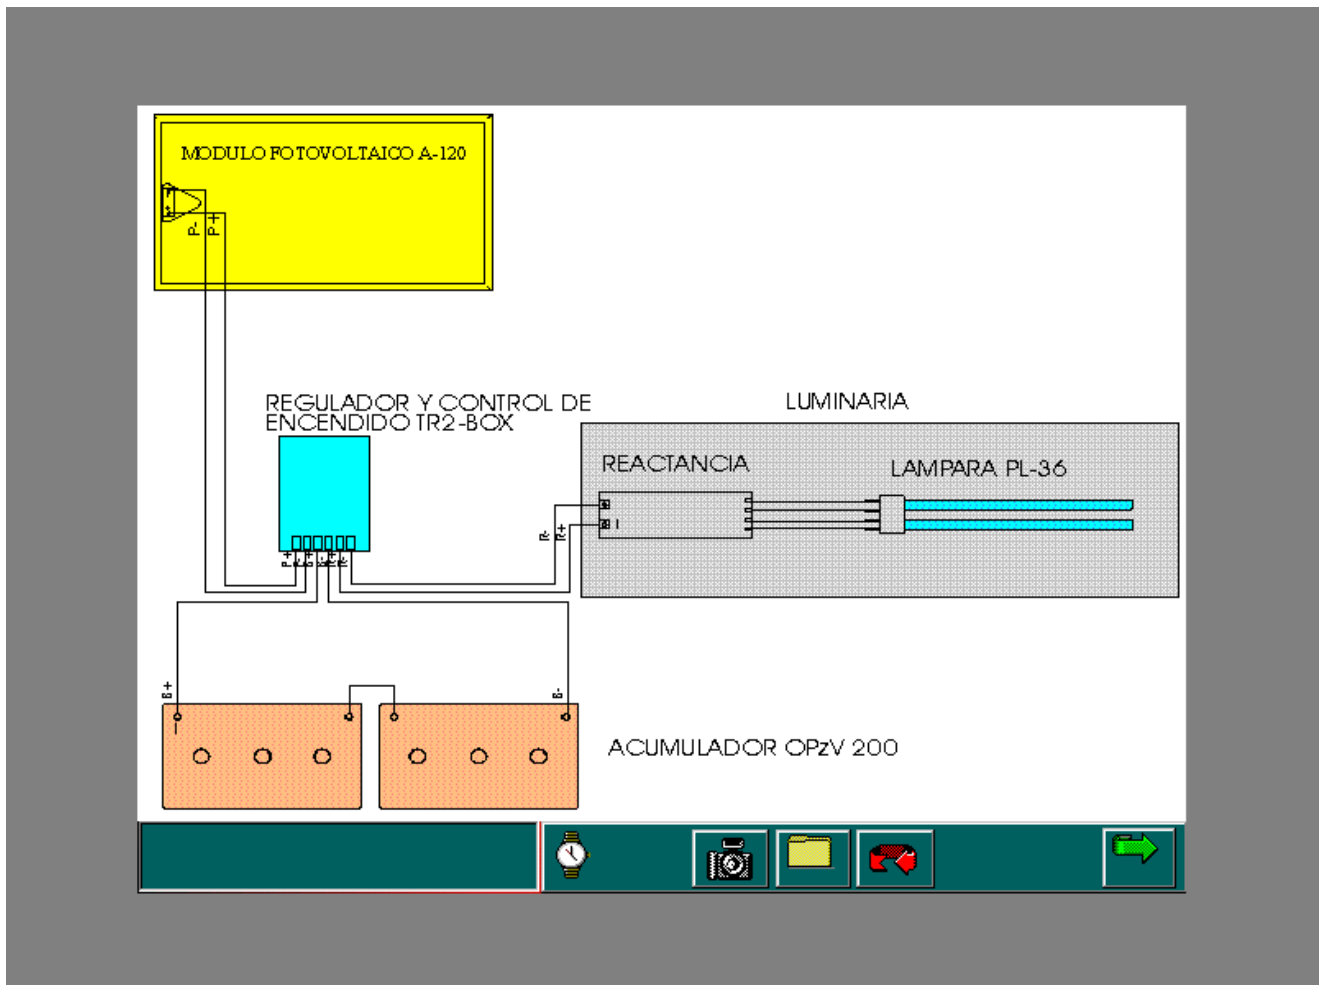 MODULO FOTOVOLTAICO A-120
P-
P+
REGULADOR Y CONTROL DE
ENCENDIDO TR2-BOX
LUMINARIA
REACTANCIA
LAMPARA PL-36
R-
R+
P+
B+
B-
ACUMULADOR OPzV 200